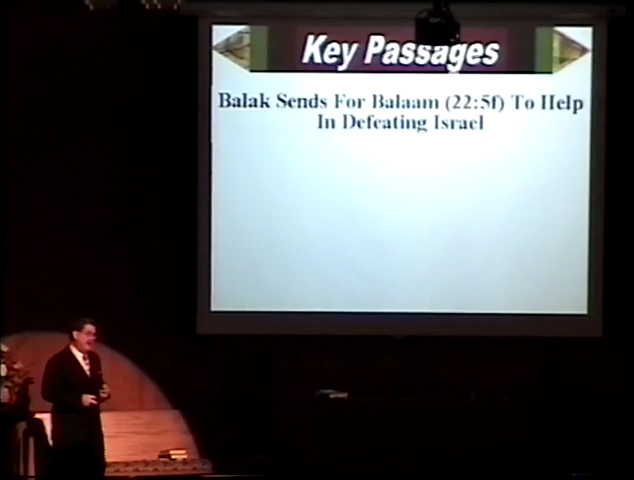 Key Passages
Balak Sends For Balaam (22:5f) To Help
In Defeating Israel